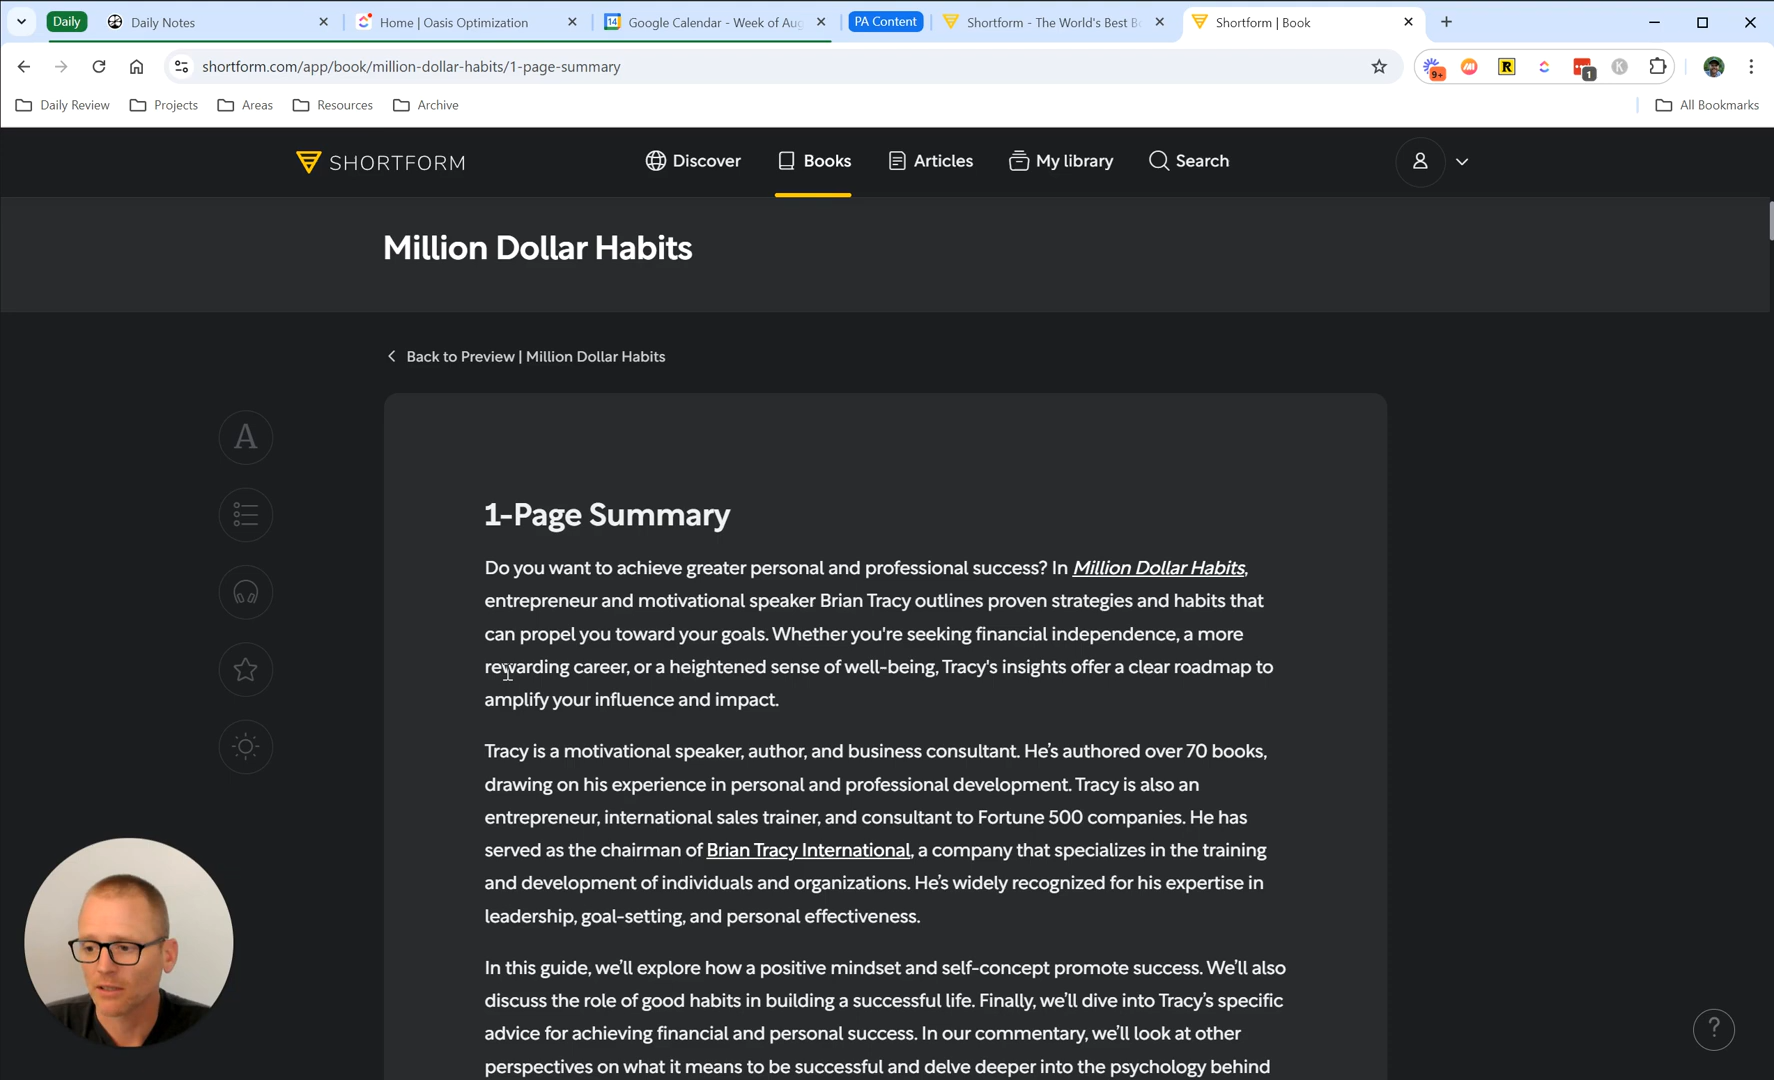 Daily
Daily Notes
Home | Oasis Optimization
14
Google Calendar - Week of Aug
PA Content
Shortform - The World's Best Bo
Shortform | Book
shortform.com/app/book/million-dollar-habits/1-page-summary
9+
R
1
K
Daily Review
Projects
Areas
Resources
Archive
All Bookmarks
SHORTFORM
Discover
Books
Articles
My library
Search
Million Dollar Habits
Back to Preview | Million Dollar Habits
A
1-Page Summary
Do you want to achieve greater personal and professional success? In Million Dollar Habits,
entrepreneur and motivational speaker Brian Tracy outlines proven strategies and habits that
can propel you toward your goals. Whether you're seeking financial independence, a more
rewarding career, or a heightened sense of well-being, Tracy's insights offer a clear roadmap to
amplify your influence and impact.
Tracy is a motivational speaker, author, and business consultant. He's authored over 70 books,
drawing on his experience in personal and professional development. Tracy is also an
entrepreneur, international sales trainer, and consultant to Fortune 500 companies. He has
served as the chairman of Brian Tracy International, a company that specializes in the training
and development of individuals and organizations. He's widely recognized for his expertise in
leadership, goal-setting, and personal effectiveness.
In this guide, we'll explore how a positive mindset and self-concept promote success. We'll also
discuss the role of good habits in building a successful life. Finally, we'll dive into Tracy's specific
advice for achieving financial and personal success. In our commentary, we'll look at other
perspectives on what it means to be successful and delve deeper into the psychology behind
?